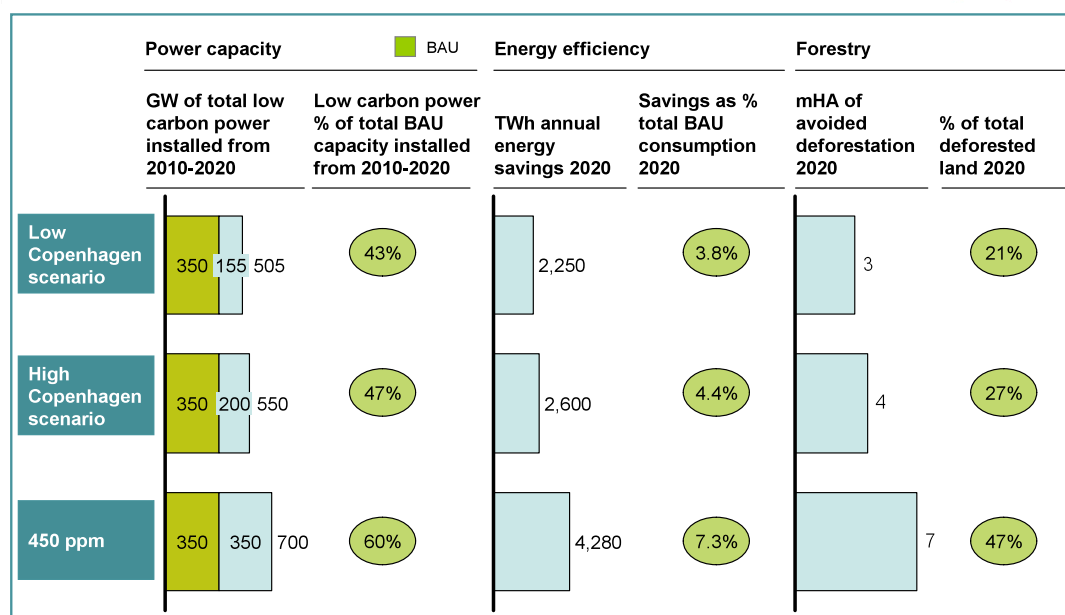 Power capacity
BAU
Energy efficiency
Forestry
GW of total low
carbon power
installed from
2010-2020
Low carbon power
% of total BAU
capacity installed
from 2010-2020
TWh annual
energy
savings 2020
Savings as %
total BAU
consumption
2020
mHA of
avoided
deforestation
2020
% of total
deforested
land 2020
Low
Copenhagen
scenario
350 155 505
43%
2,250
3.8%
3
21%
High
Copenhagen
scenario
350 200 550
47%
2,600
4.4%
4
27%
450 ppm
350 350 700
60%
4,280
7.3%
7
47%